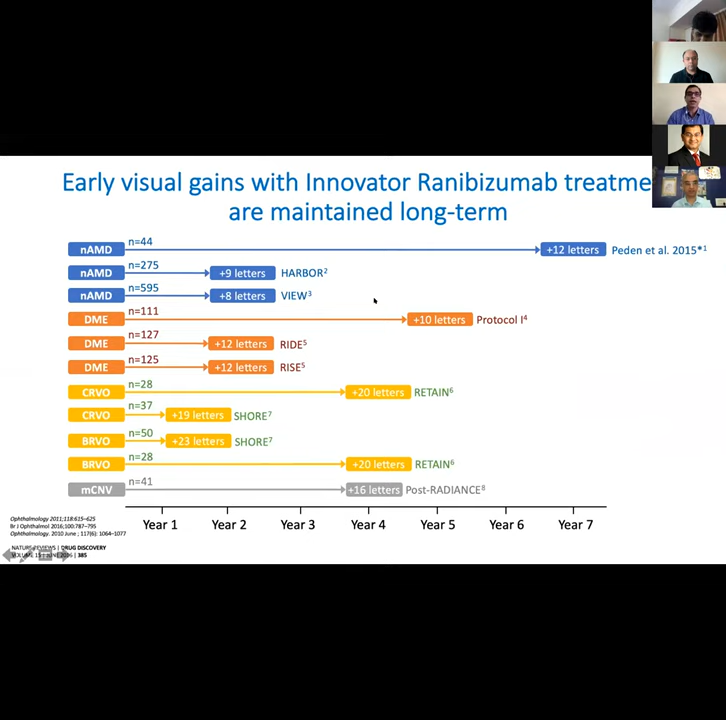 Early visual gains with Innovator Ranibizumab treatme
are maintained long-term
nAMD n=44 +12 letters Peden et al. 2015*1
nAMD n=275 +9 letters HARBOR2
nAMD n=595 +8 letters VIEW3
DME n=111 +10 letters Protocol I4
DME n=127 +12 letters RIDE5
DME n=125 +12 letters RISE5
CRVO n=28 +20 letters RETAIN6
CRVO n=37 +19 letters SHORE7
BRVO n=50 +23 letters SHORE7
BRVO n=28 +20 letters RETAIN6
mCNV n=41 +16 letters Post-RADIANCE8
Year 1 Year 2 Year 3 Year 4 Year 5 Year 6 Year 7
Ophthalmology 2011;118:615–625
Br J Ophthalmol 2016;100:787–795
Ophthalmology. 2010 June ; 117(6): 1064–1077
NATURE REVIEWS | DRUG DISCOVERY
VOLUME 15 | 385